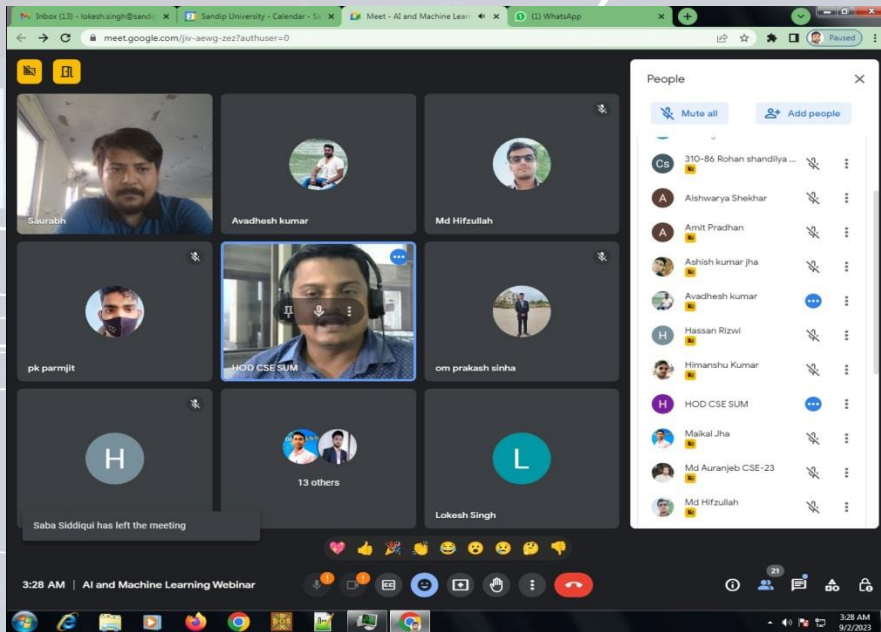 Inbox (13) - lokesh.singh@sandip
Sandip University - Calendar - S
Meet - AI and Machine Learn
(1) WhatsApp
meet.google.com/jiv-aewg-zez?authuser=0
Paused
People
Mute all
Add people
Cs
310-86 Rohan shandilya ...
A
Aishwarya Shekhar
A
Amit Pradhan
Ashish kumar jha
Avadhesh kumar
H
Hassan Rizwi
Himanshu Kumar
H
HOD CSE SUM
Maikal Jha
Md Auranjeb CSE-23
Md Hifzullah
Saurabh
Avadhesh kumar
Md Hifzullah
pk parmjit
HOD CSE SUM
om prakash sinha
H
13 others
L
Lokesh Singh
Saba Siddiqui has left the meeting
3:28 AM | AI and Machine Learning Webinar
CC
21
3:28 AM
9/2/2023